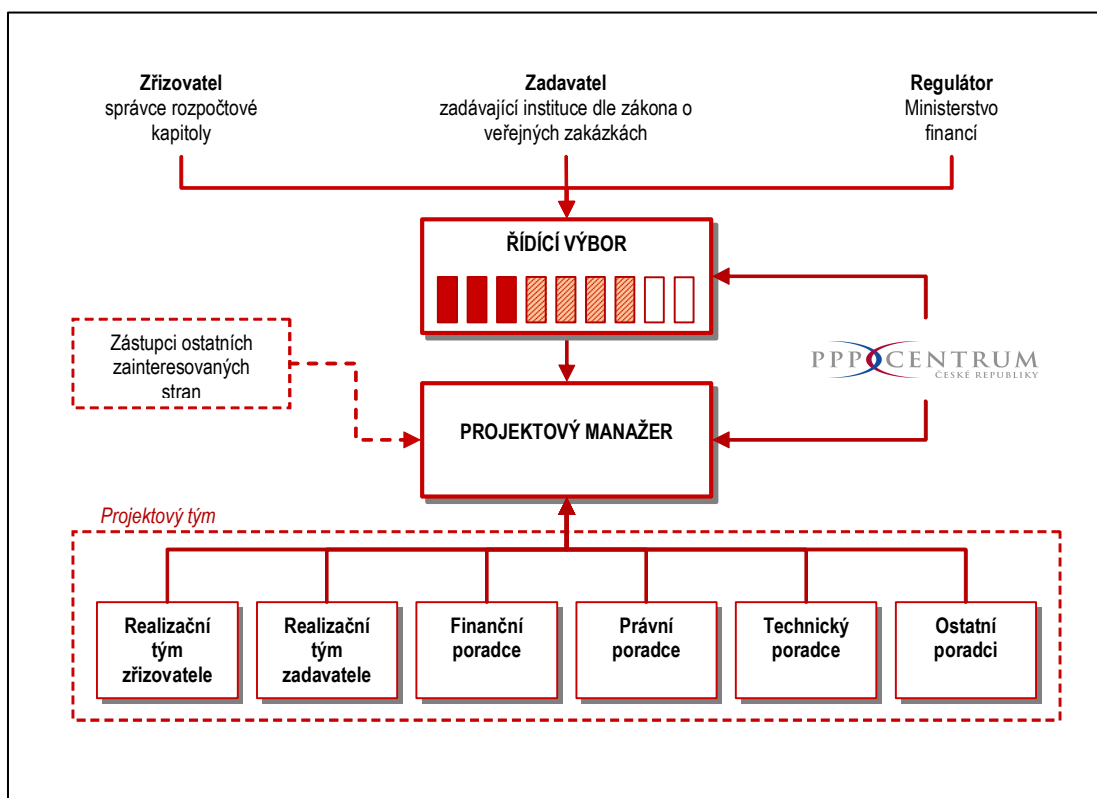 Zřizovatel
správce rozpočtové
kapitoly
Zadavatel
zadávající instituce dle zákona o
veřejných zakázkách
Regulátor
Ministerstvo
financí
ŘÍDÍCÍ VÝBOR
Zástupci ostatních
zainteresovaných
stran
PPP CENTRUM
ČESKÉ REPUBLIKY
PROJEKTOVÝ MANAŽER
Projektový tým
Realizační
tým
zřizovatele
Realizační
tým
zadavatele
Finanční
poradce
Právní
poradce
Technický
poradce
Ostatní
poradci